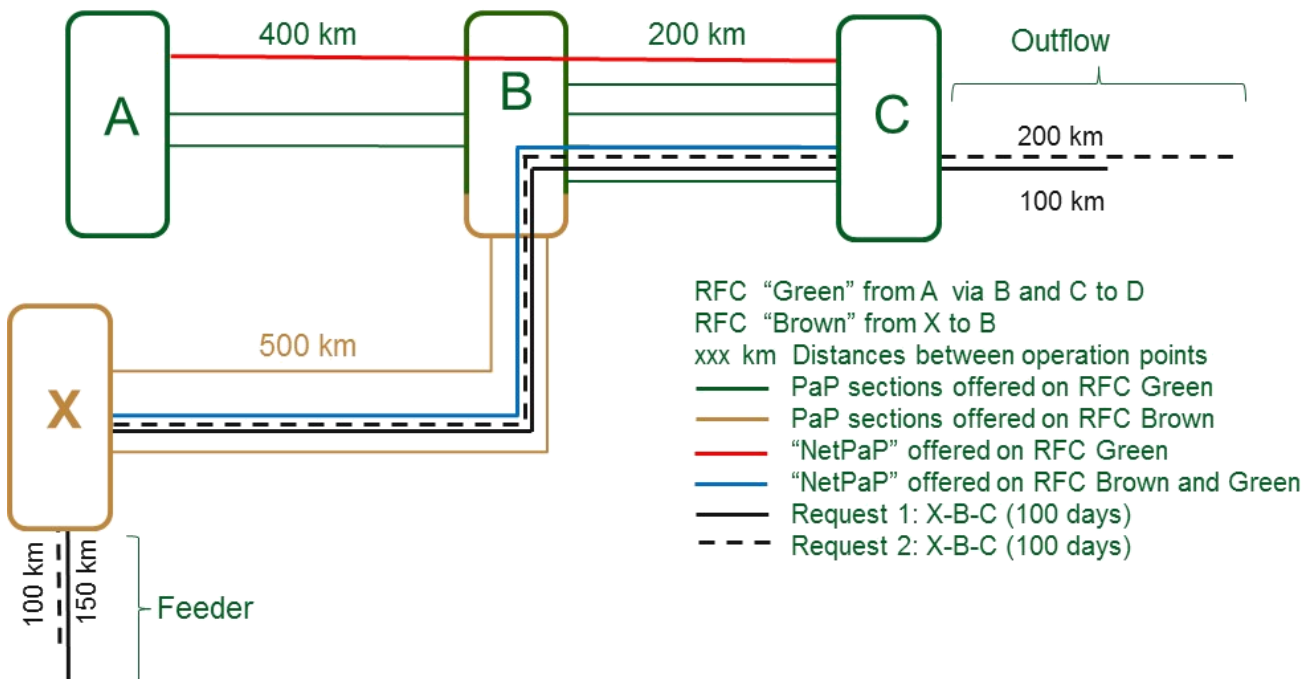 400 km
200 km
Outflow
A
B
C
200 km
100 km
RFC “Green” from A via B and C to D
RFC “Brown” from X to B
xxx km Distances between operation points
PaP sections offered on RFC Green
PaP sections offered on RFC Brown
“NetPaP” offered on RFC Green
“NetPaP” offered on RFC Brown and Green
Request 1: X-B-C (100 days)
Request 2: X-B-C (100 days)
500 km
X
100 km
150 km
Feeder